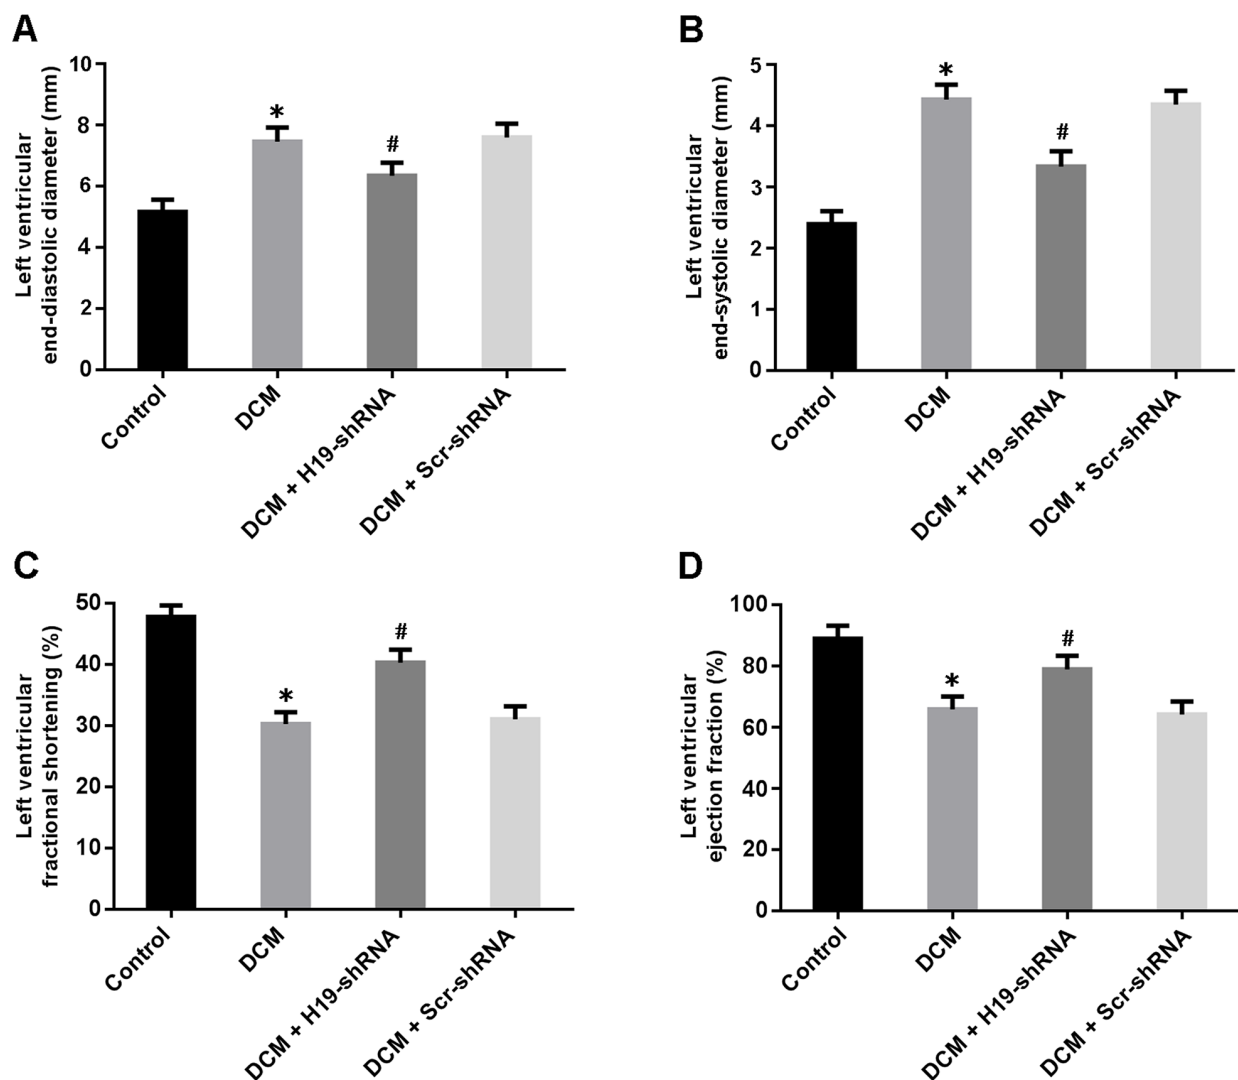 A
Left ventricular
end-diastolic diameter (mm)
10
8
6
4
2
0
*
#
Control
DCM
DCM + H19-shRNA
DCM + Scr-shRNA
B
Left ventricular
end-systolic diameter (mm)
5
4
3
2
1
0
*
#
Control
DCM
DCM + H19-shRNA
DCM + Scr-shRNA
C
Left ventricular
fractional shortening (%)
50
40
30
20
10
0
*
#
Control
DCM
DCM + H19-shRNA
DCM + Scr-shRNA
D
Left ventricular
ejection fraction (%)
100
80
60
40
20
0
*
#
Control
DCM
DCM + H19-shRNA
DCM + Scr-shRNA